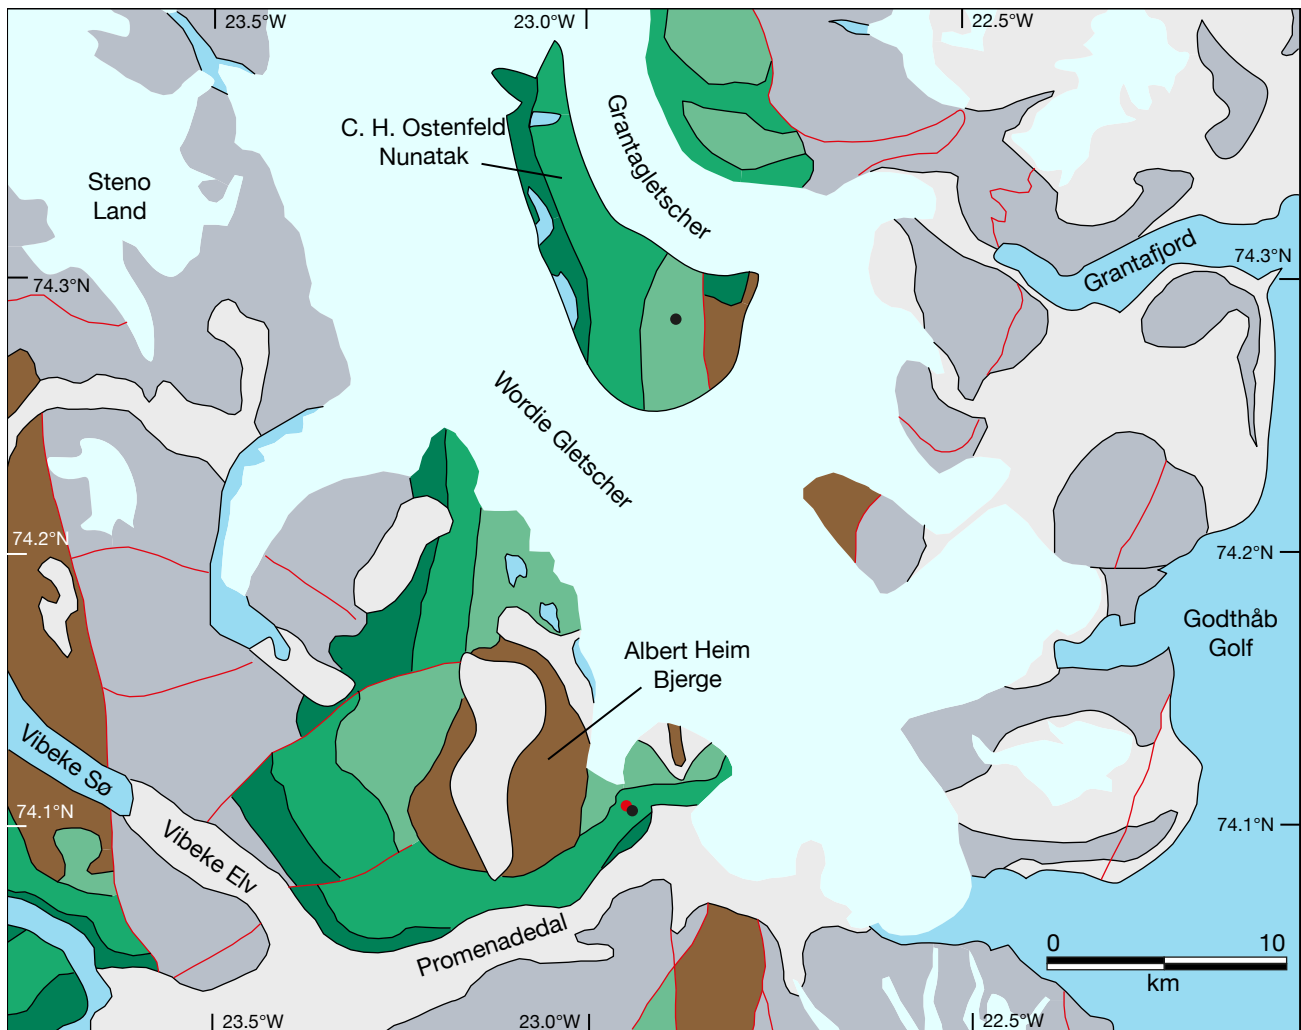 23.5°W
23.0°W
22.5°W
C. H. Ostenfeld
Nunatak
Grantagletscher
Steno
Land
74.3°N
Grantafjord
74.3°N
Wordie Gletscher
74.2°N
74.2°N
Godthåb
Golf
Albert Heim
Bjerge
Vibeke Sø
74.1°N
74.1°N
Vibeke Elv
Promenadedal
0 10
km
23.5°W
23.0°W
22.5°W